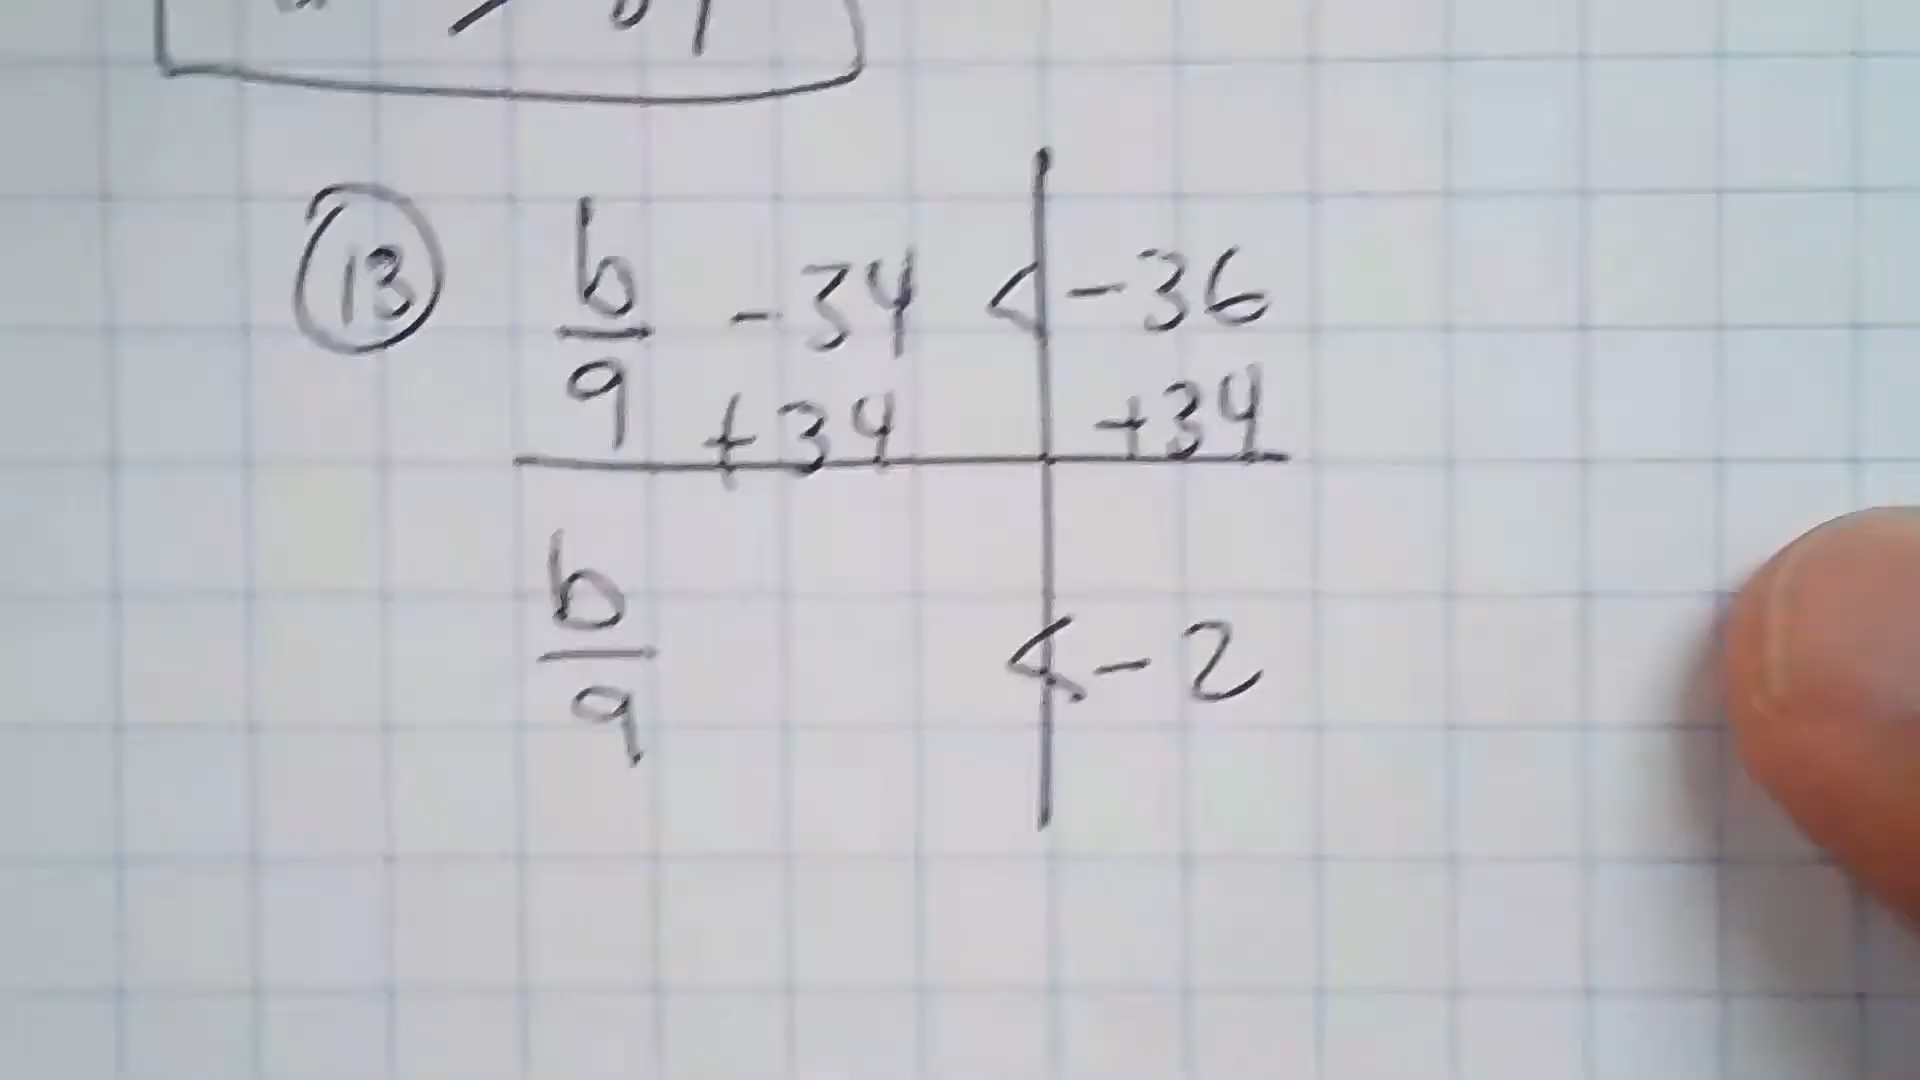 ⑬ b/9 - 34 < -36
+34 +34
b/9 < -2